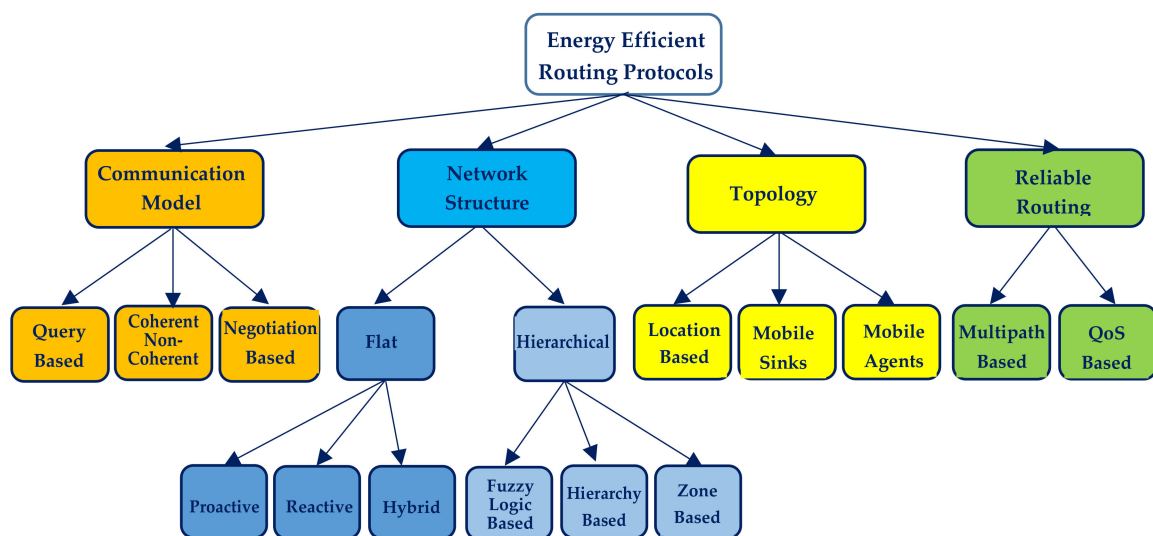 Energy Efficient
Routing Protocols
Communication
Model
Network
Structure
Topology
Reliable
Routing
Query
Based
Coherent
Non-
Coherent
Negotiation
Based
Flat
Hierarchical
Location
Based
Mobile
Sinks
Mobile
Agents
Multipath
Based
QoS
Based
Proactive
Reactive
Hybrid
Fuzzy
Logic
Based
Hierarchy
Based
Zone
Based